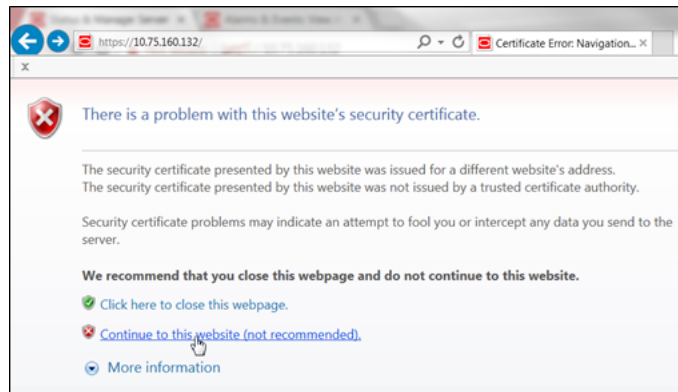 Status & Manager Server
Alarms & Events View
https://10.75.160.132/
Certificate Error: Navigation...
There is a problem with this website's security certificate.
The security certificate presented by this website was issued for a different website's address.
The security certificate presented by this website was not issued by a trusted certificate authority.
Security certificate problems may indicate an attempt to fool you or intercept any data you send to the
server.
We recommend that you close this webpage and do not continue to this website.
Click here to close this webpage.
Continue to this website (not recommended).
More information